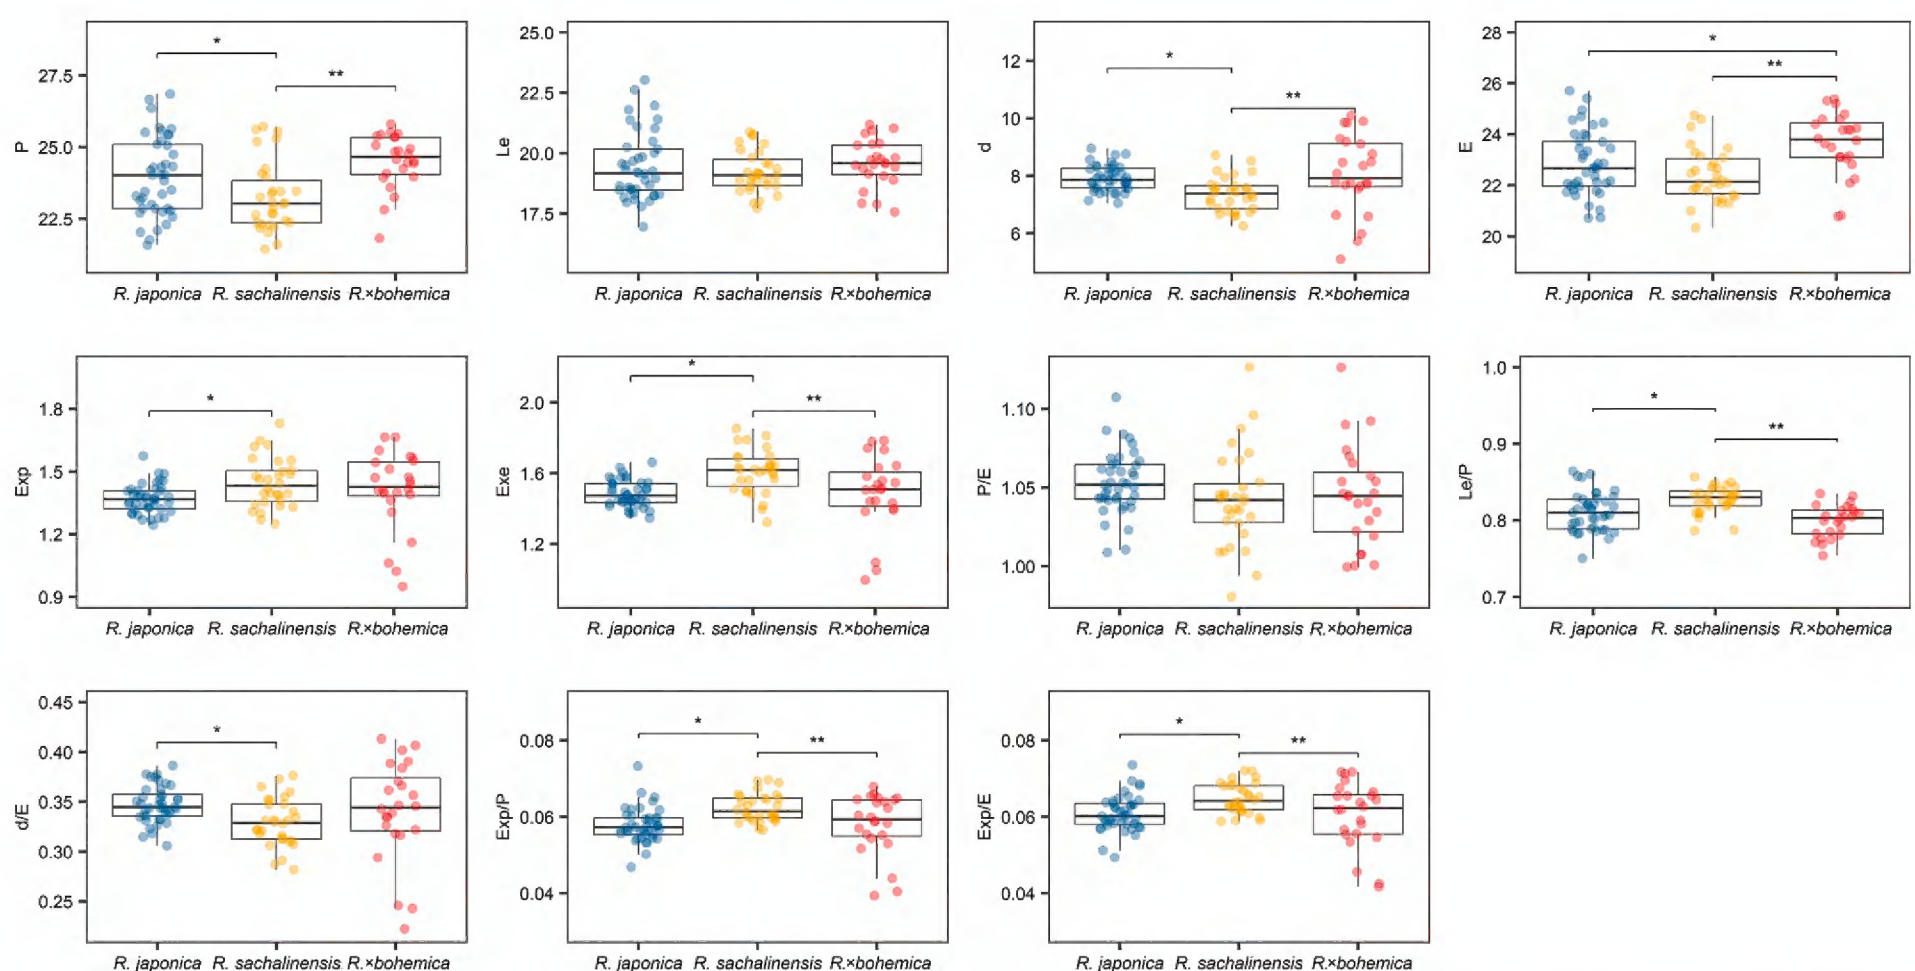 P
27.5
25.0
22.5
*
**
R. japonica R. sachalinensis R.×bohemica
Le
25.0
22.5
20.0
17.5
R. japonica R. sachalinensis R.×bohemica
d
12
10
8
6
*
**
R. japonica R. sachalinensis R.×bohemica
E
28
26
24
22
20
*
**
R. japonica R. sachalinensis R.×bohemica
Exp
1.8
1.5
1.2
0.9
*
R. japonica R. sachalinensis R.×bohemica
Exe
2.0
1.6
1.2
*
**
R. japonica R. sachalinensis R.×bohemica
P/E
1.10
1.05
1.00
R. japonica R. sachalinensis R.×bohemica
Le/P
1.0
0.9
0.8
0.7
*
**
R. japonica R. sachalinensis R.×bohemica
d/E
0.45
0.40
0.35
0.30
0.25
*
R. japonica R. sachalinensis R.×bohemica
Exp/P
0.08
0.06
0.04
*
**
R. japonica R. sachalinensis R.×bohemica
Exp/E
0.08
0.06
0.04
*
**
R. japonica R. sachalinensis R.×bohemica